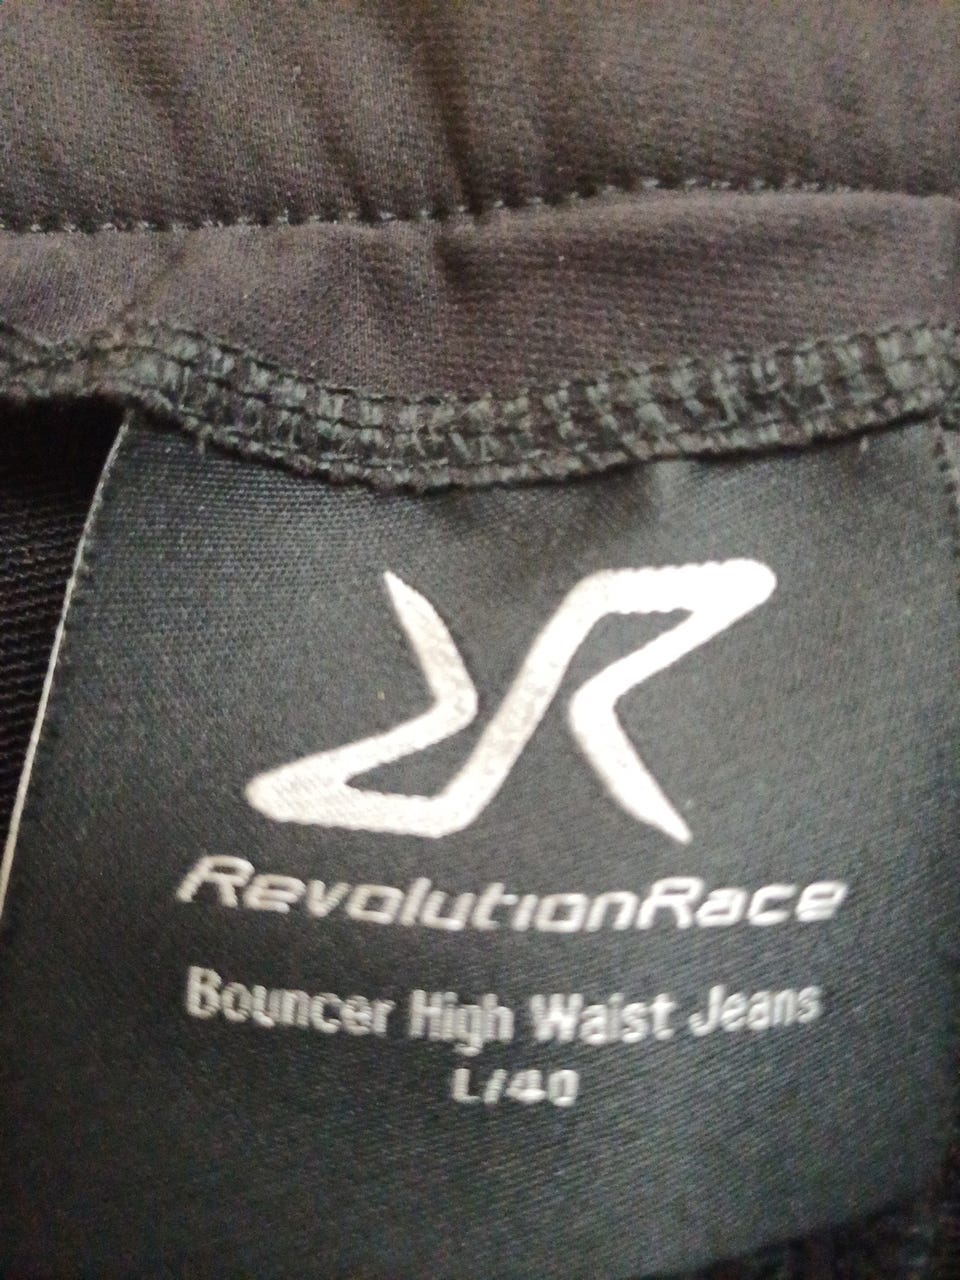 RevolutionRace
Bouncer High Waist Jeans
L/40